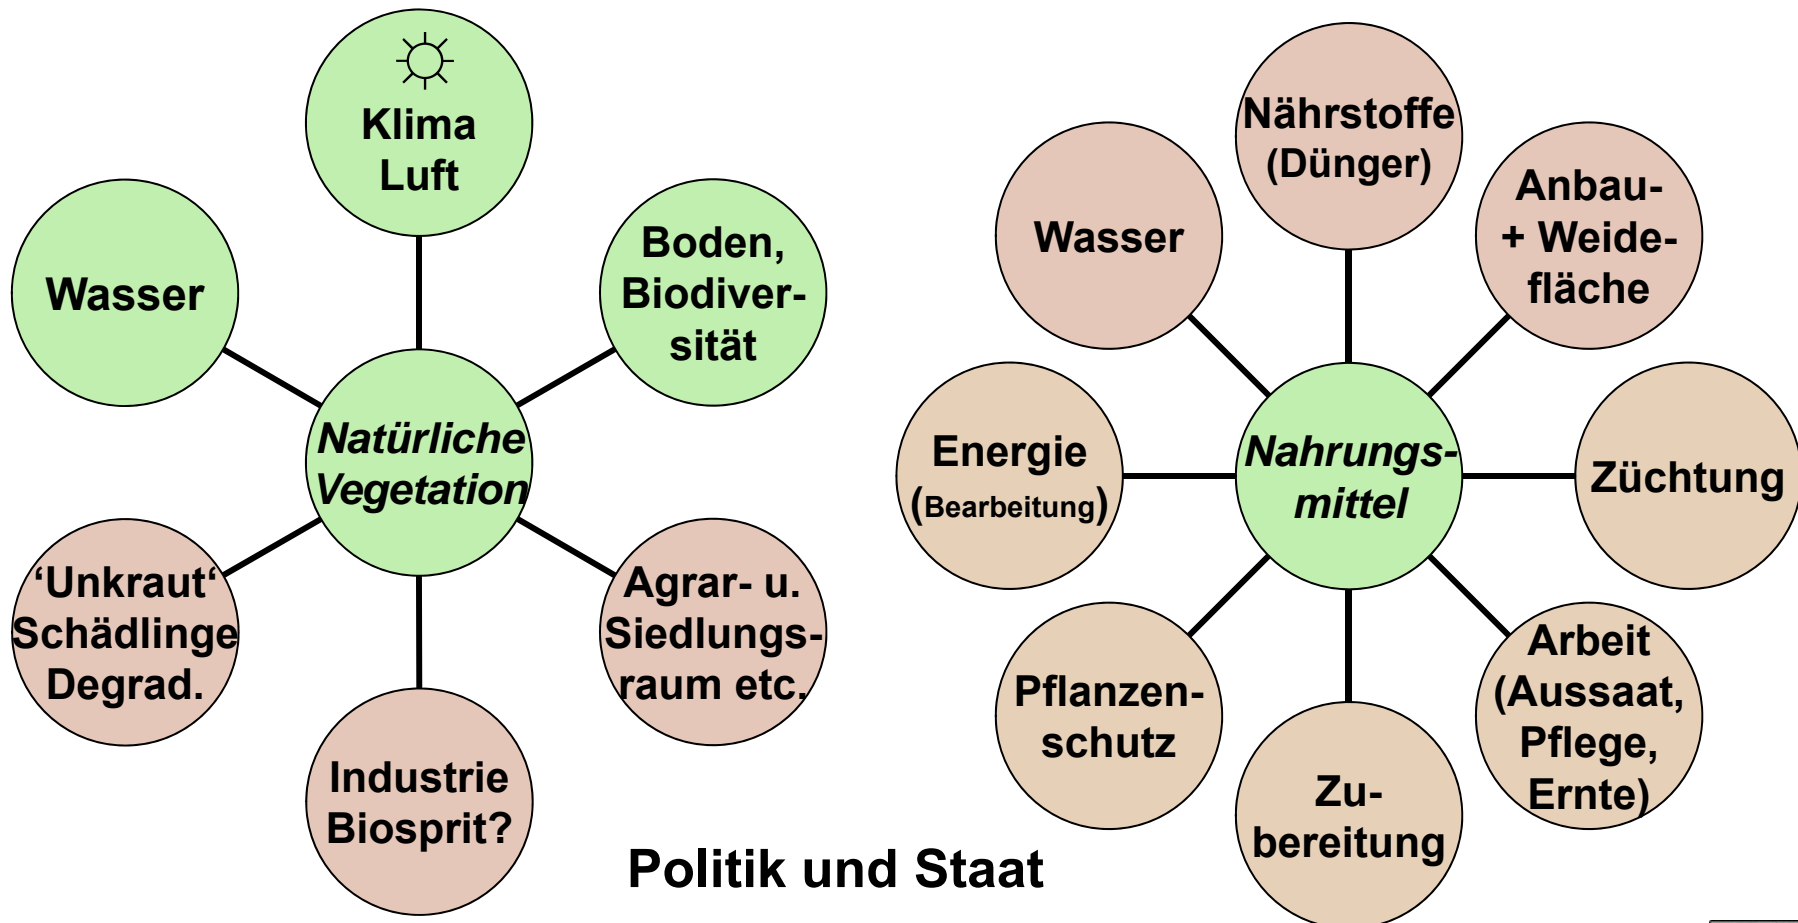 Klima
Luft
Wasser
Boden,
Biodiver-
sität
Natürliche
Vegetation
‘Unkraut‘
Schädlinge
Degrad.
Agrar- u.
Siedlungs-
raum etc.
Industrie
Biosprit?
Nährstoffe
(Dünger)
Wasser
Anbau-
+ Weide-
fläche
Energie
(Bearbeitung)
Nahrungs-
mittel
Züchtung
Pflanzen-
schutz
Arbeit
(Aussaat,
Pflege,
Ernte)
Zu-
bereitung
Politik und Staat